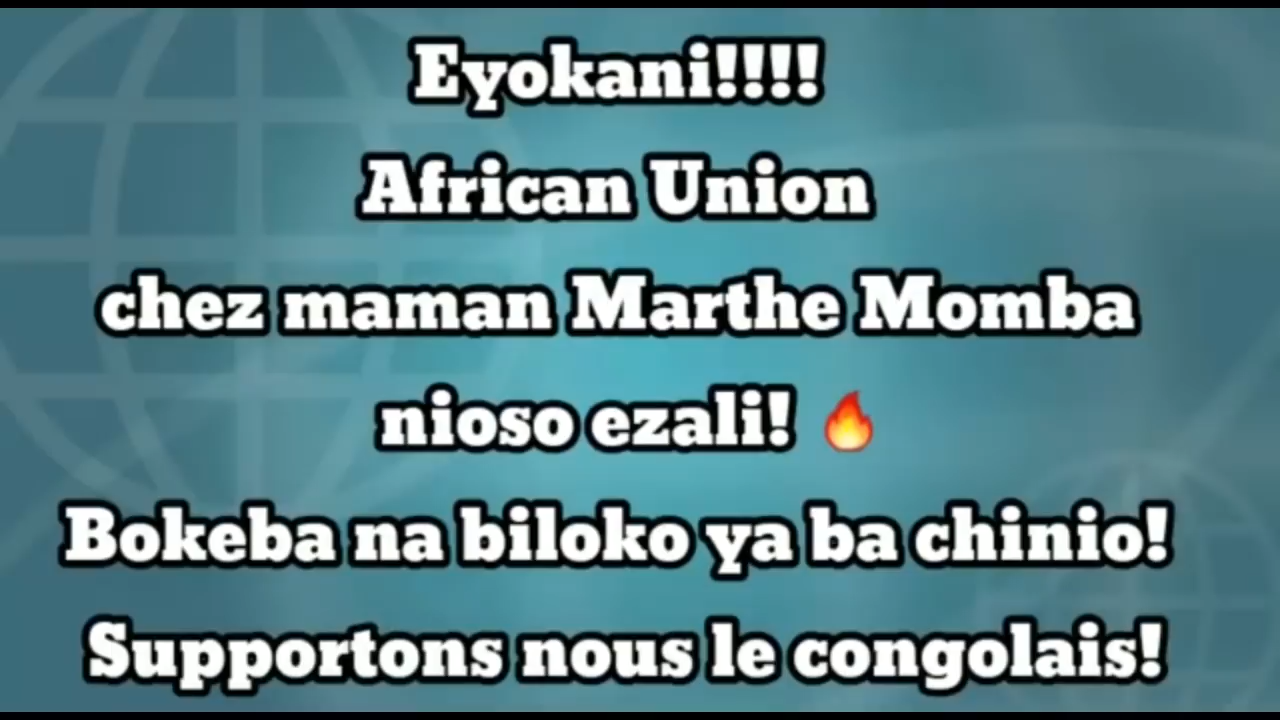 Eyokani!!!!
African Union
chez maman Marthe Momba
nioso ezali! 🔥
Bokeba na biloko ya ba chinio!
Supportons nous le congolais!